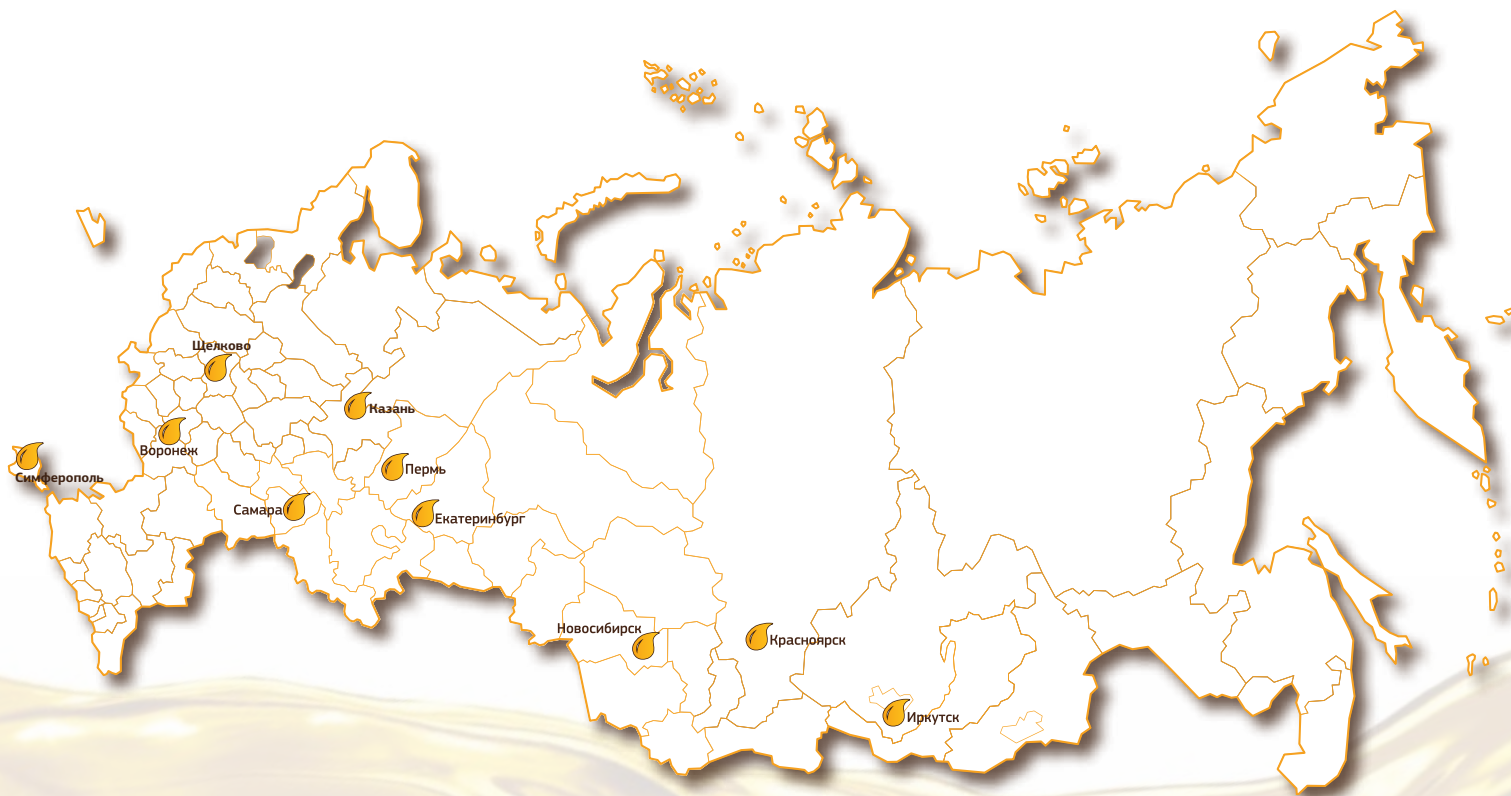 Щелково
Казань
Воронеж
Пермь
Симферополь
Самара
Екатеринбург
Новосибирск
Красноярск
Иркутск